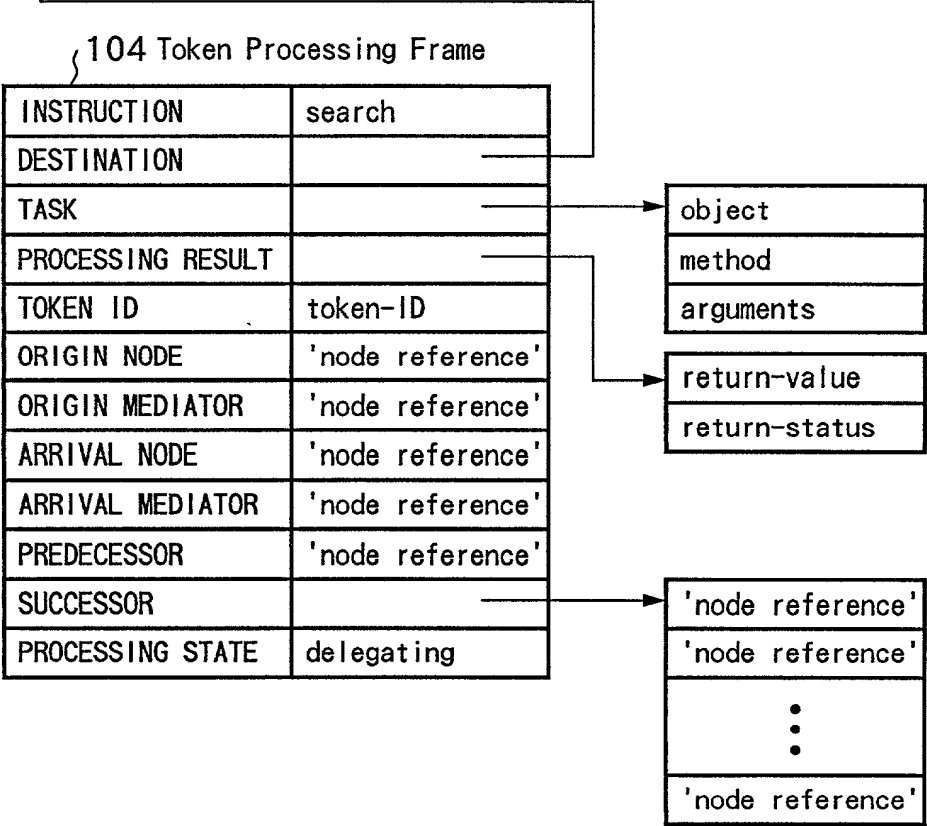 104 Token Processing Frame
INSTRUCTION search
DESTINATION
TASK
PROCESSING RESULT
TOKEN ID token-ID
ORIGIN NODE 'node reference'
ORIGIN MEDIATOR 'node reference'
ARRIVAL NODE 'node reference'
ARRIVAL MEDIATOR 'node reference'
PREDECESSOR 'node reference'
SUCCESSOR
PROCESSING STATE delegating
object
method
arguments
return-value
return-status
'node reference'
'node reference'
'node reference'